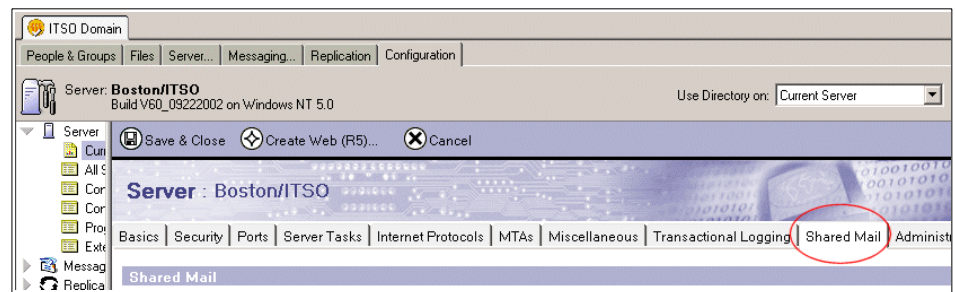 ITSO Domain
People & Groups Files Server... Messaging... Replication Configuration
Server: Boston/ITSO
Build V60_09222002 on Windows NT 5.0
Use Directory on: Current Server
Server
Save & Close Create Web (R5)... Cancel
Curr
All S
Server : Boston/ITSO
Cor
Cor
Prog
Exte
Basics Security Ports Server Tasks Internet Protocols MTAs Miscellaneous Transactional Logging Shared Mail Administ
Messag
Shared Mail
Replica